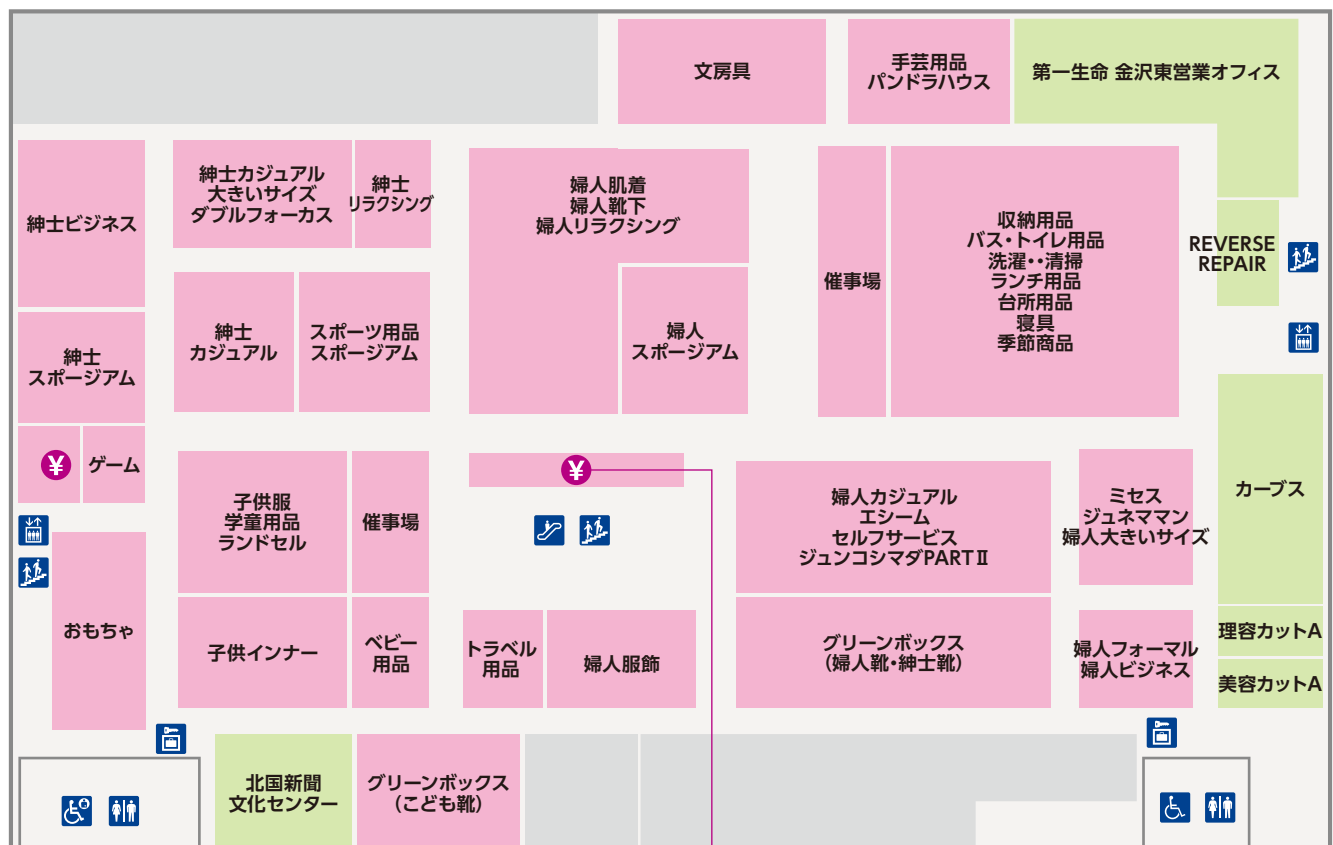 文房具
手芸用品
パンドラハウス
第一生命 金沢東営業オフィス
紳士ビジネス
紳士カジュアル
大きいサイズ
ダブルフォーカス
紳士
リラクシング
婦人肌着
婦人靴下
婦人リラクシング
催事場
収納用品
バス・トイレ用品
洗濯・・清掃
ランチ用品
台所用品
寝具
季節商品
REVERSE
REPAIR
紳士
スポージアム
紳士
カジュアル
スポーツ用品
スポージアム
婦人
スポージアム
¥
ゲーム
子供服
学童用品
ランドセル
催事場
¥
婦人カジュアル
エシーム
セルフサービス
ジュンコシマダPARTⅡ
ミセス
ジュネママン
婦人大きいサイズ
カーブス
おもちゃ
子供インナー
ベビー
用品
トラベル
用品
婦人服飾
グリーンボックス
(婦人靴・紳士靴)
婦人フォーマル
婦人ビジネス
理容カットA
美容カットA
北国新聞
文化センター
グリーンボックス
(こども靴)